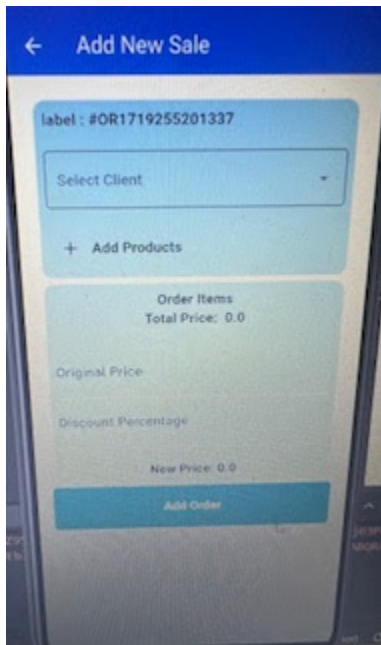 Add New Sale
label : #OR1719255201337
Select Client
+ Add Products
Order Items
Total Price: 0.0
Original Price
Discount Percentage
New Price: 0.0
Add Order